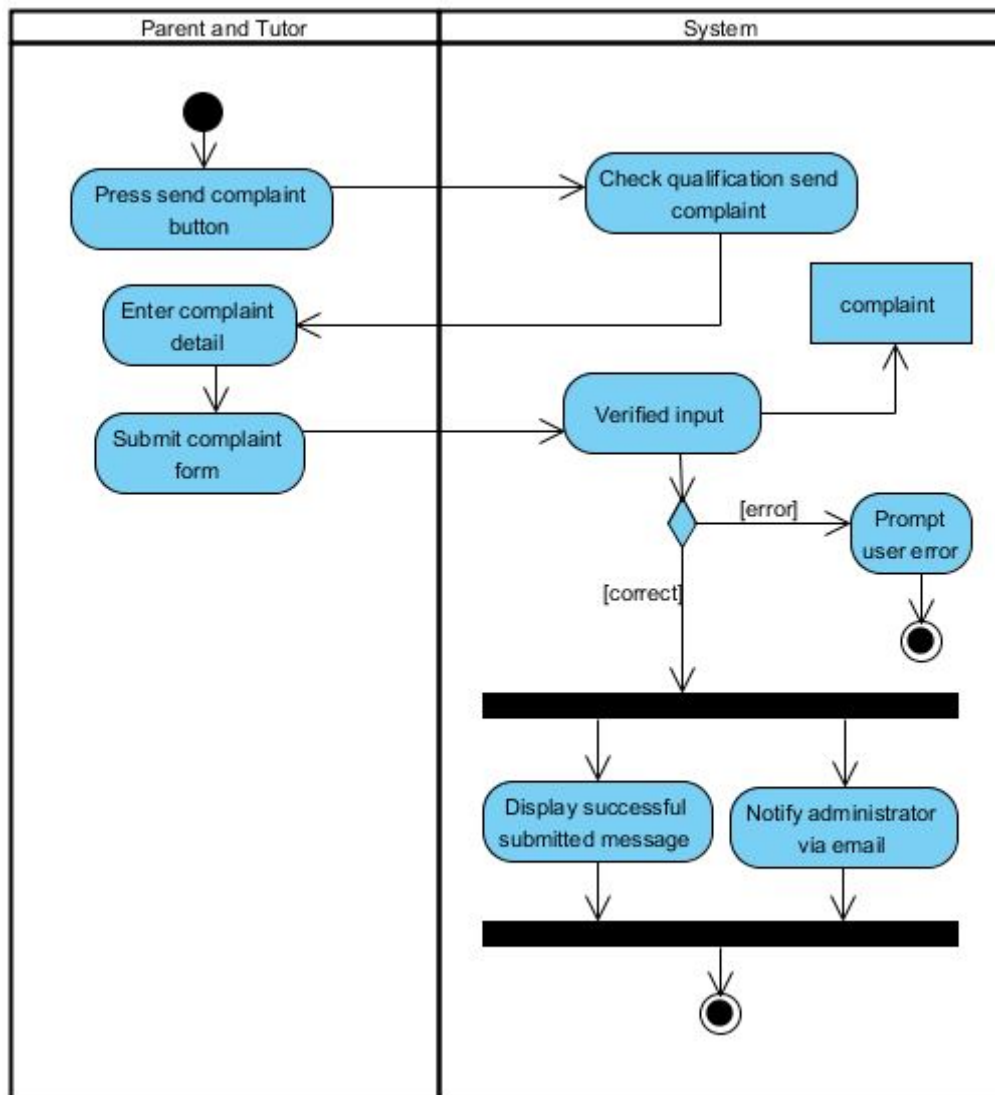 Parent and Tutor
System
Press send complaint
button
Check qualification send
complaint
Enter complaint
detail
complaint
Submit complaint
form
Verified input
[error]
Prompt
user error
[correct]
Display successful
submitted message
Notify administrator
via email